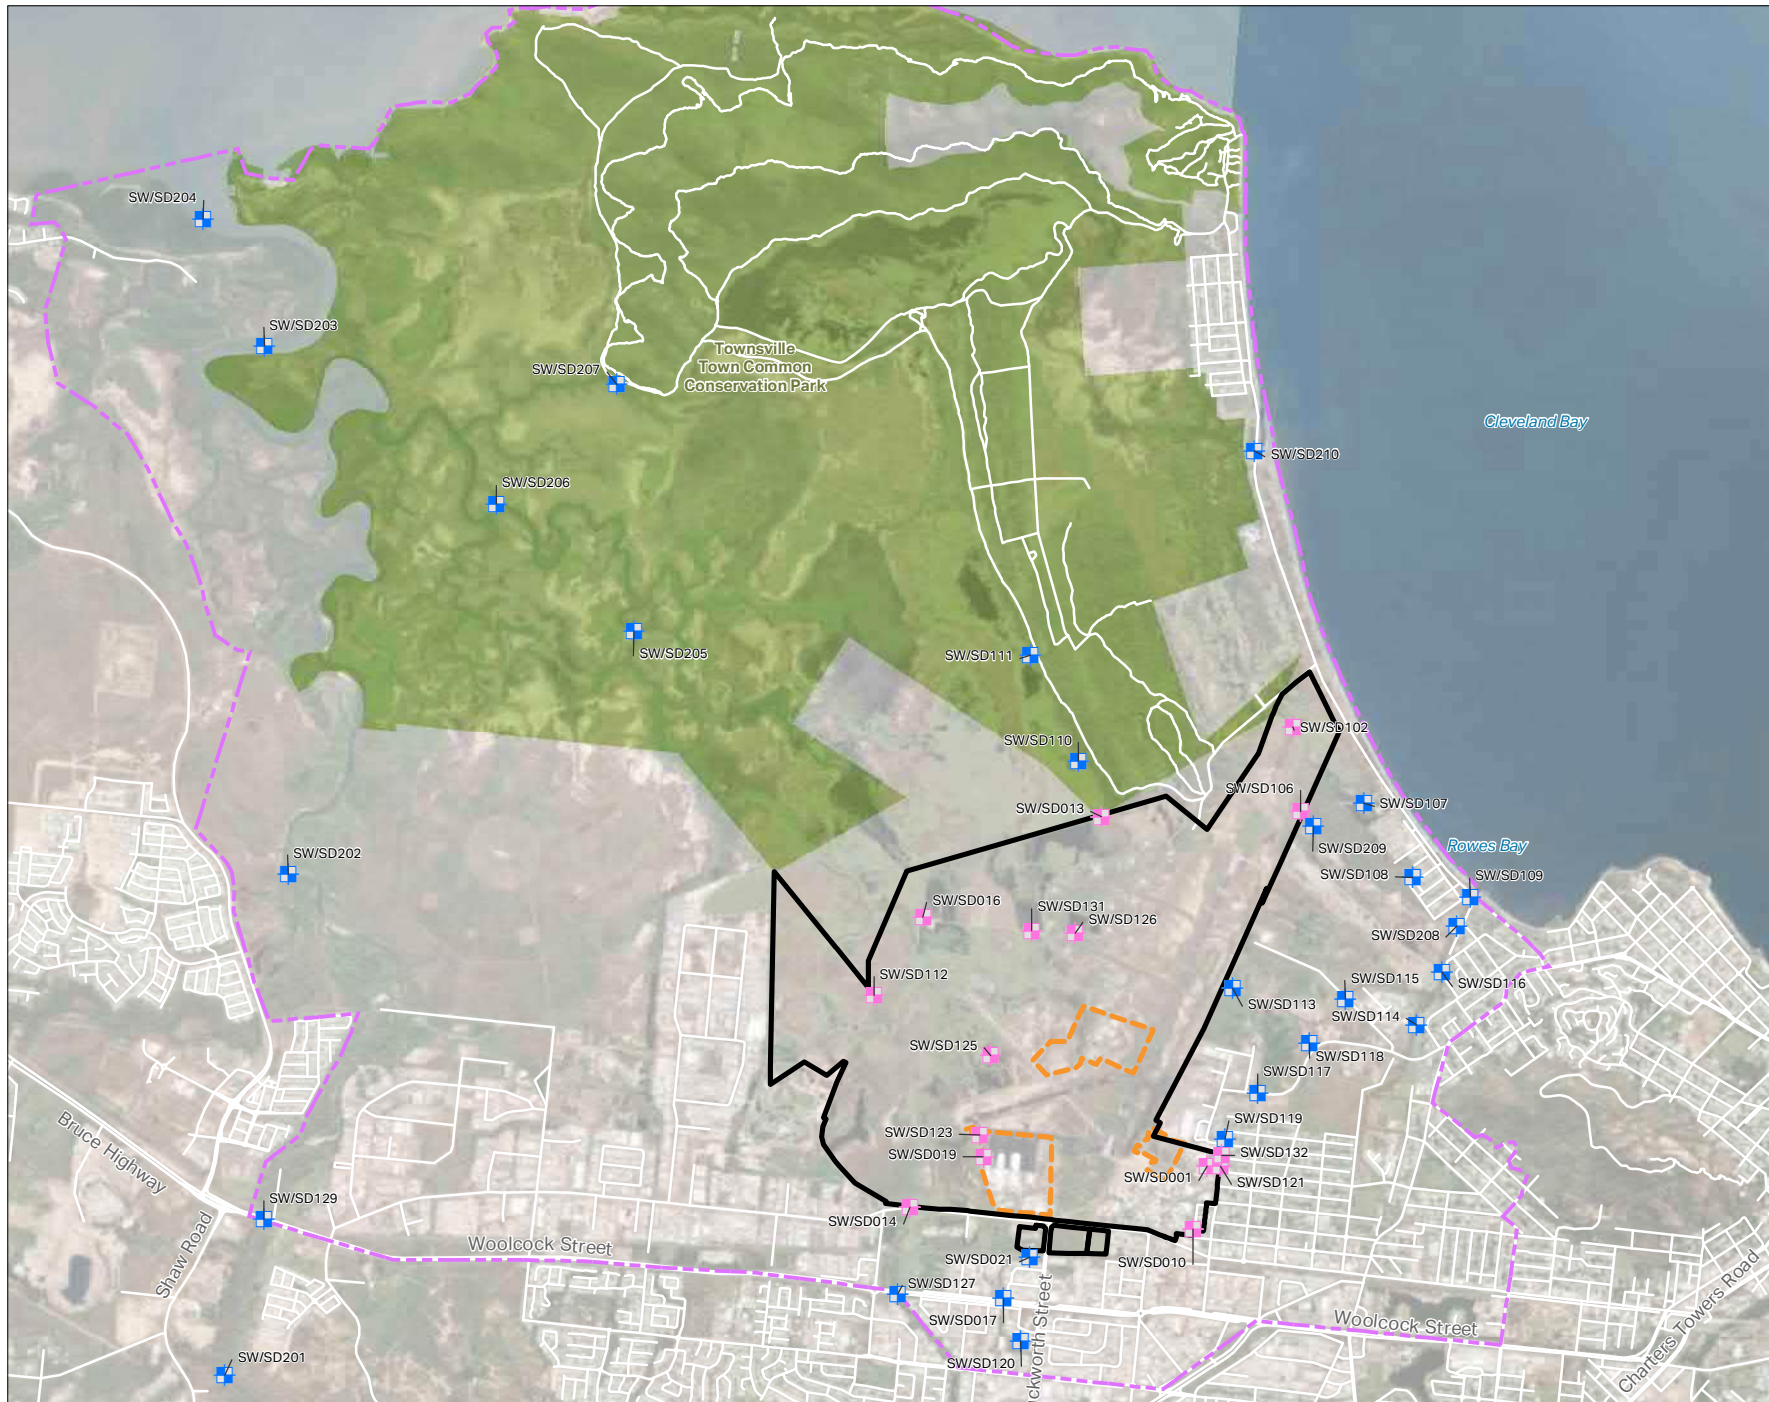 SW/SD204
SW/SD203
SW/SD207
Townsville
Town Common
Conservation Park
Cleveland Bay
SW/SD210
SW/SD206
SW/SD205
SW/SD111
SW/SD102
SW/SD110
SW/SD106
SW/SD013
SW/SD107
SW/SD209
Rowes Bay
SW/SD202
SW/SD108
SW/SD109
SW/SD016
SW/SD131
SW/SD126
SW/SD208
SW/SD112
SW/SD115
SW/SD116
SW/SD113
SW/SD114
SW/SD125
SW/SD118
SW/SD117
Bruce Highway
SW/SD123
SW/SD119
SW/SD019
SW/SD132
SW/SD001
SW/SD121
SW/SD129
SW/SD014
Shaw Road
Woolcock Street
SW/SD021
SW/SD010
SW/SD127
SW/SD017
ckworth Street
Woolcock Street
Charters Towers Road
SW/SD201
SW/SD120